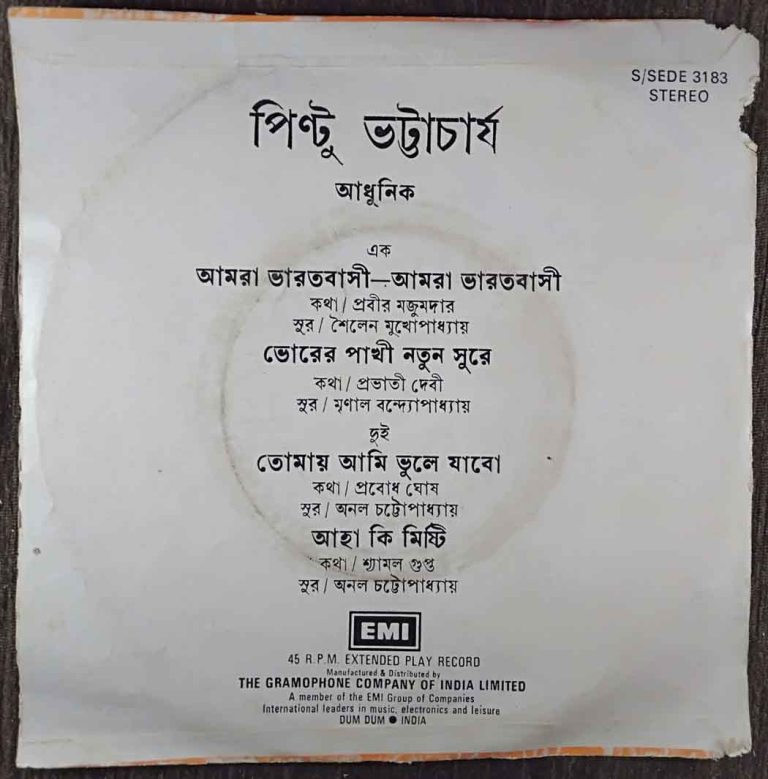 S/SEDE 3183
STEREO
পিণ্টু ভট্টাচার্য
আধুনিক
এক
আমরা ভারতবাসী—আমরা ভারতবাসী
কথা / প্রবীর মজুমদার
সুর / শৈলেন মুখোপাধ্যায়
ভোরের পাখী নতুন সুরে
কথা / প্রভাতী দেবী
সুর / মৃণাল বন্দ্যোপাধ্যায়
দুই
তোমায় আমি ভুলে যাবো
কথা / প্রবোধ ঘোষ
সুর / অনল চট্টোপাধ্যায়
আহা কি মিষ্টি
কথা / শ্যামল গুপ্ত
সুর / অনল চট্টোপাধ্যায়
EMI
45 R.P.M. EXTENDED PLAY RECORD
Manufactured & Distributed by
THE GRAMOPHONE COMPANY OF INDIA LIMITED
A member of the EMI Group of Companies
International leaders in music, electronics and leisure
DUM DUM ● INDIA